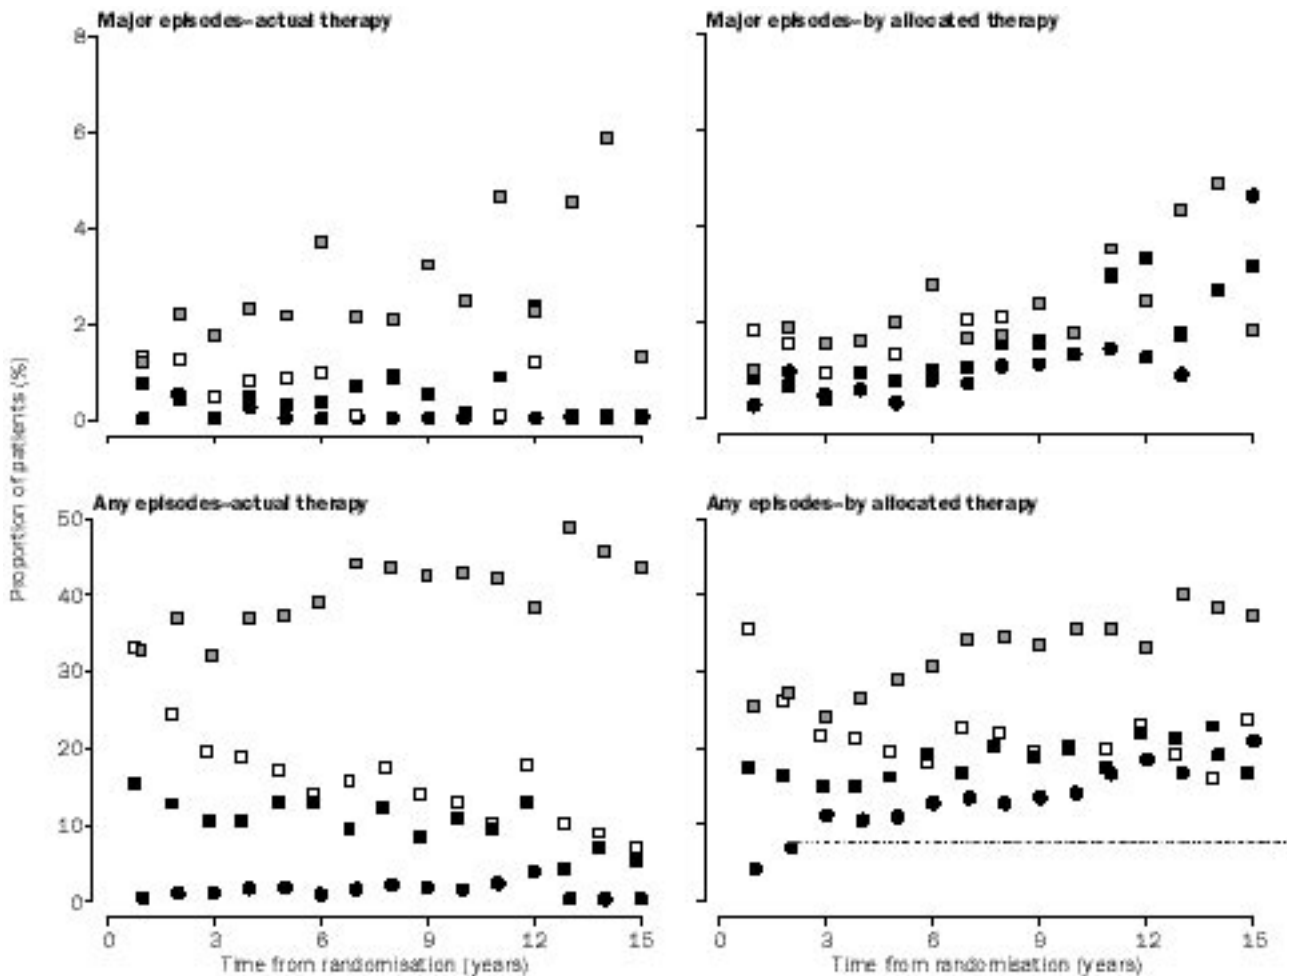 Major episodes–actual therapy
Major episodes–by allocated therapy
8
6
4
2
0
Proportion of patients (%)
Any episodes–actual therapy
Any episodes–by allocated therapy
50
40
30
20
10
0
0 3 6 9 12 15
0 3 6 9 12 15
Time from randomisation (years)
Time from randomisation (years)